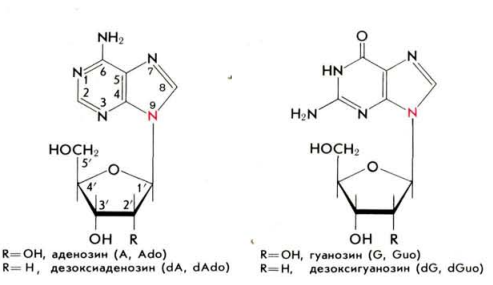 NH₂
O
N
6
1
N
5
7
HN
N
2
4
8
3
N
9
N
H₂N
N
N
HOCH₂
HOCH₂
5′
O
O
4′
1′
3′
2′
OH
R
OH
R
R=OH, аденозин (A, Ado)
R=H, дезоксиаденозин (dA, dAdo)
R=OH, гуанозин (G, Guo)
R=H, дезоксигуанозин (dG, dGuo)